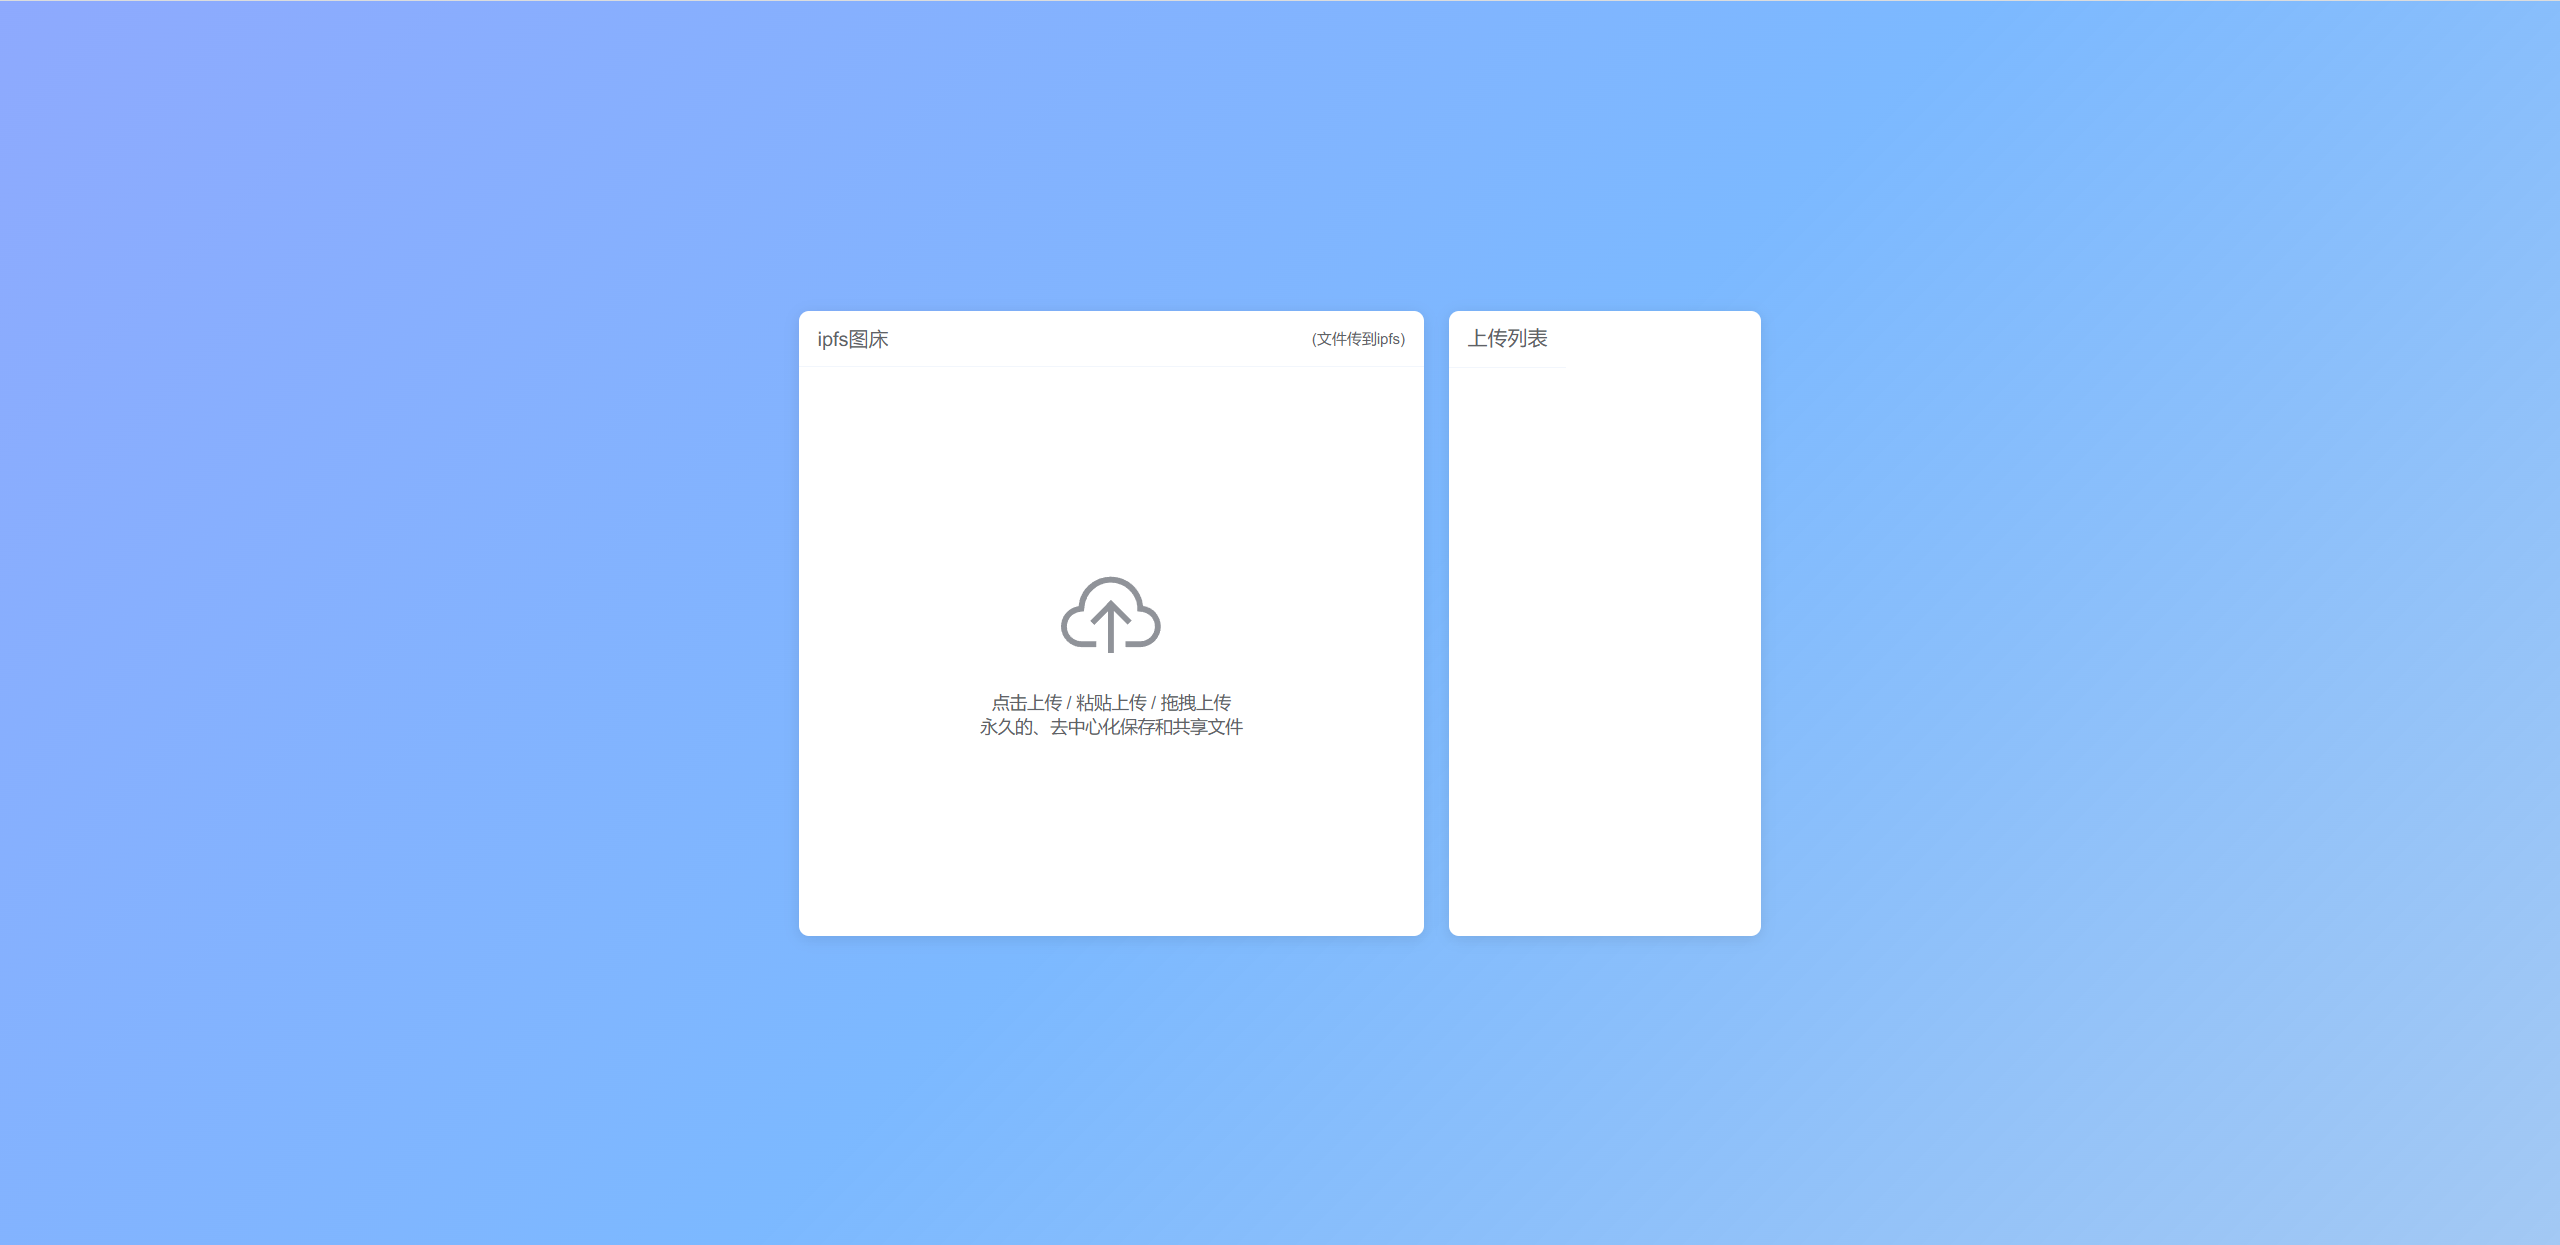 ipfs图床
(文件传到ipfs)
上传列表
点击上传 / 粘贴上传 / 拖拽上传
永久的、去中心化保存和共享文件